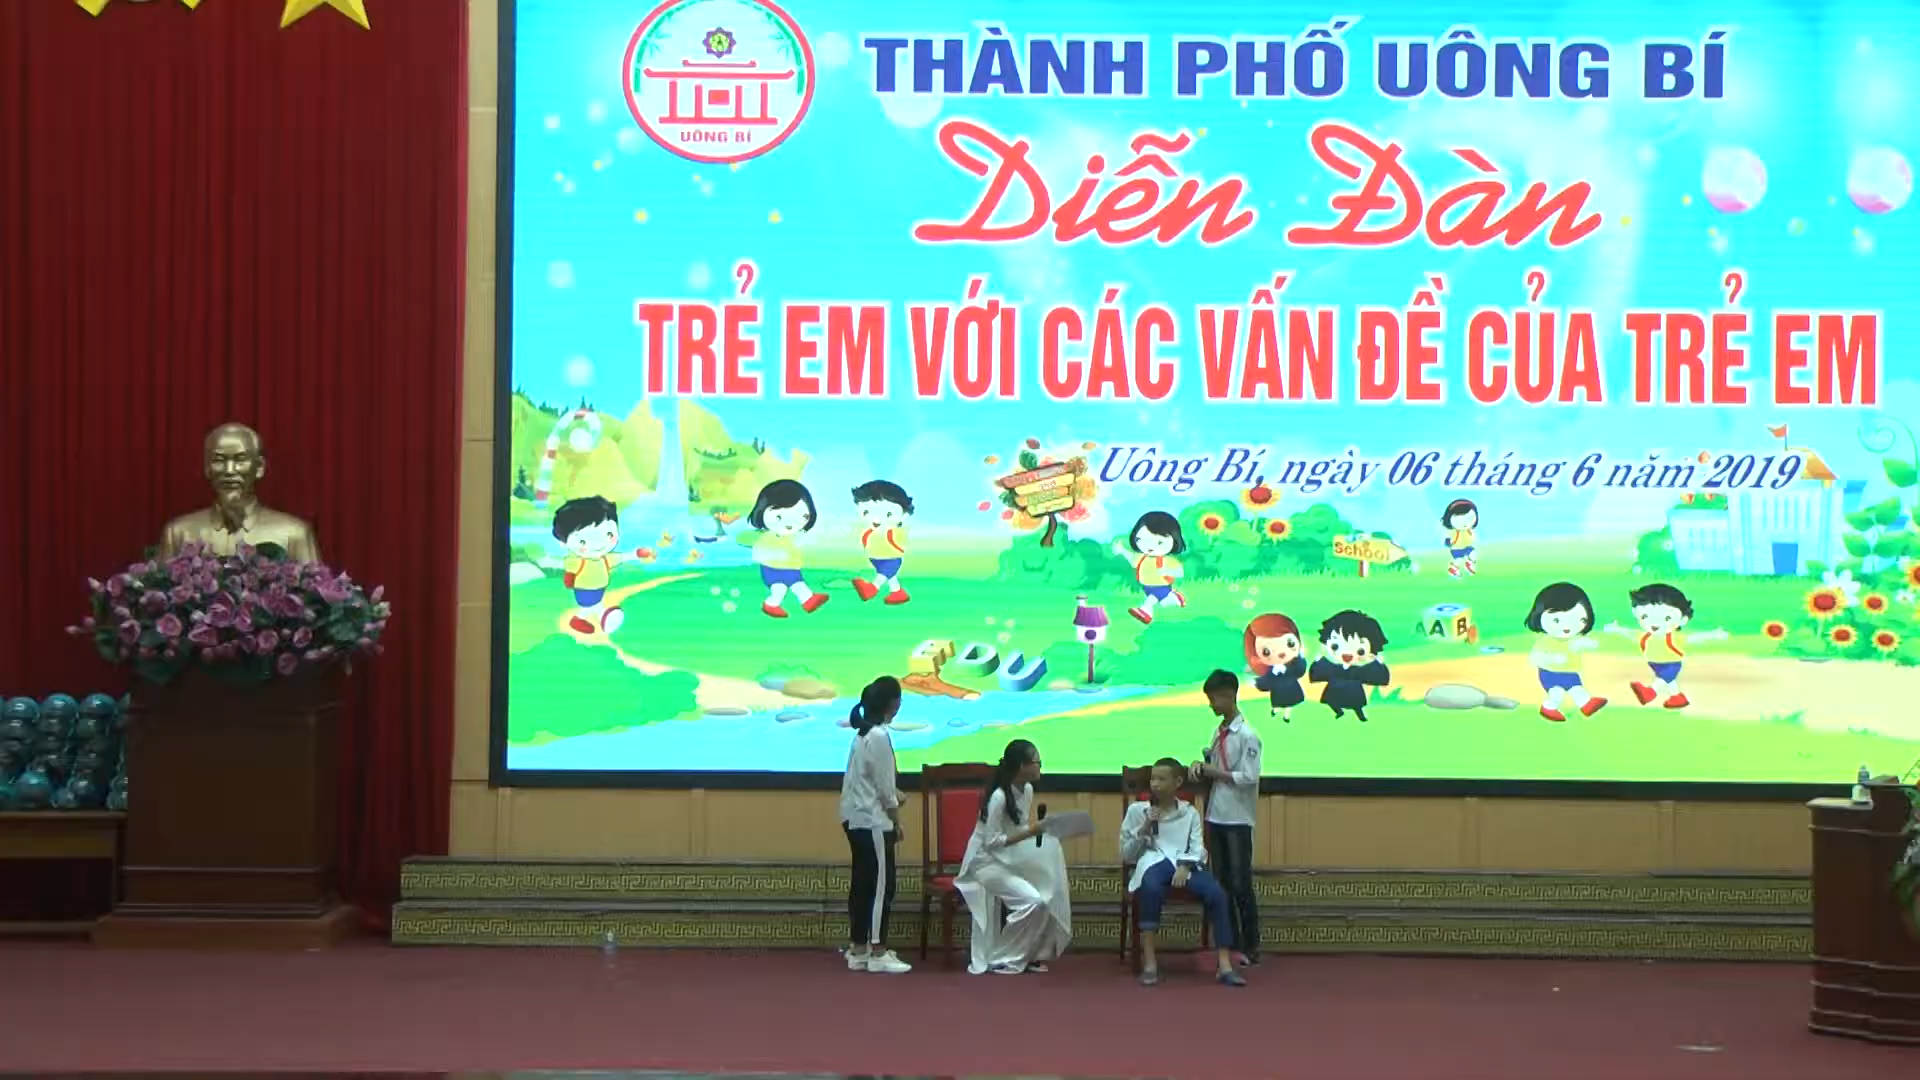 THÀNH PHỐ UÔNG BÍ
UÔNG BÍ
Diễn Đàn
TRẺ EM VỚI CÁC VẤN ĐỀ CỦA TRẺ EM
Uông Bí, ngày 06 tháng 6 năm 2019
School
A B
EDU